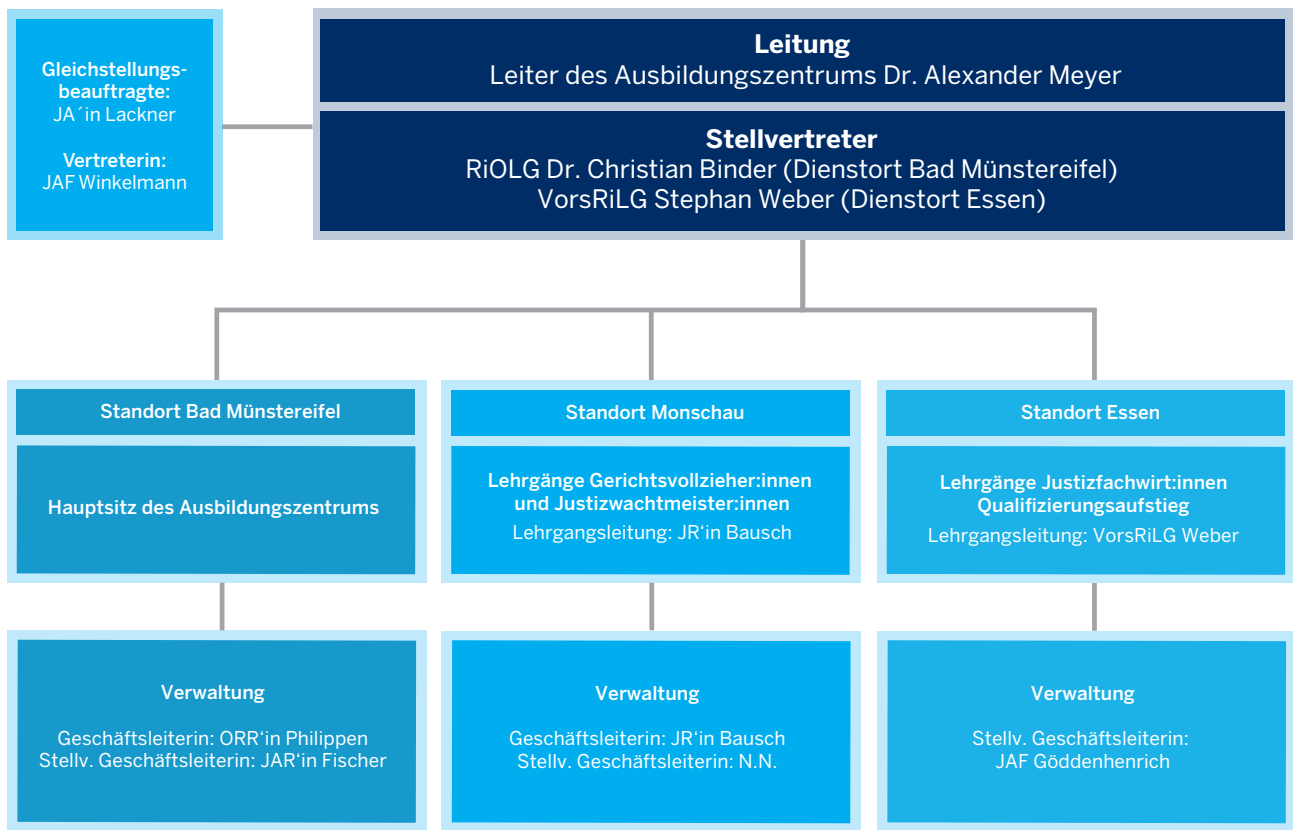 Gleichstellungs-
beauftragte:
JA´in Lackner
Vertreterin:
JAF Winkelmann
Leitung
Leiter des Ausbildungszentrums Dr. Alexander Meyer
Stellvertreter
RiOLG Dr. Christian Binder (Dienstort Bad Münstereifel)
VorsRiLG Stephan Weber (Dienstort Essen)
Standort Bad Münstereifel
Hauptsitz des Ausbildungszentrums
Verwaltung
Geschäftsleiterin: ORR‘in Philippen
Stellv. Geschäftsleiterin: JAR‘in Fischer
Standort Monschau
Lehrgänge Gerichtsvollzieher:innen
und Justizwachtmeister:innen
Lehrgangsleitung: JR‘in Bausch
Verwaltung
Geschäftsleiterin: JR‘in Bausch
Stellv. Geschäftsleiterin: N.N.
Standort Essen
Lehrgänge Justizfachwirt:innen
Qualifizierungsaufstieg
Lehrgangsleitung: VorsRiLG Weber
Verwaltung
Stellv. Geschäftsleiterin:
JAF Göddenhenrich